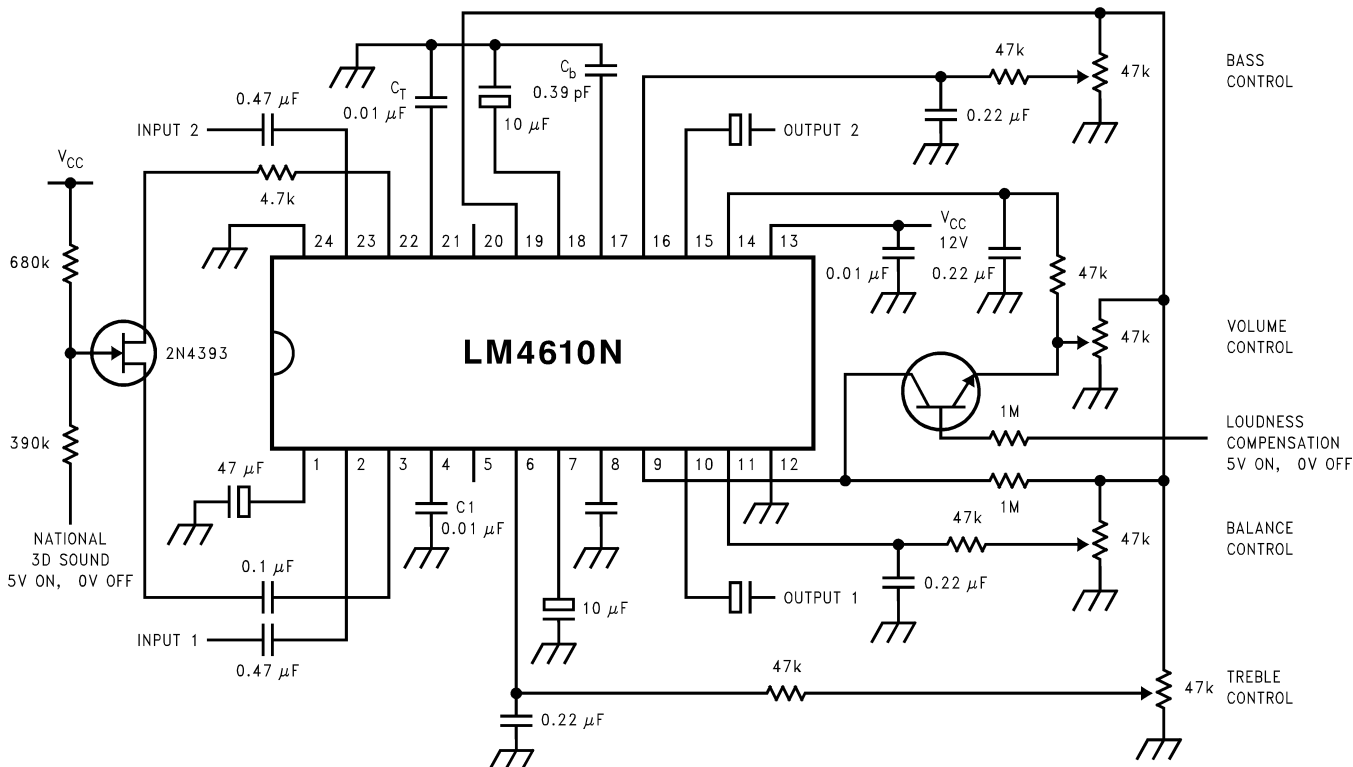 47k
47k
BASS
CONTROL
C_b
0.39 pF
C_T
0.01 μF
10 μF
0.47 μF
INPUT 2
OUTPUT 2
0.22 μF
V_CC
4.7k
V_CC
12V
24 23 22 21 20 19 18 17 16 15 14 13
680k
0.01 μF
0.22 μF
47k
2N4393
LM4610N
47k
VOLUME
CONTROL
1M
LOUDNESS
COMPENSATION
5V ON, 0V OFF
390k
47 μF
1 2 3 4 5 6 7 8 9 10 11 12
C1
0.01 μF
1M
47k
47k
BALANCE
CONTROL
NATIONAL
3D SOUND
5V ON, 0V OFF
0.1 μF
0.22 μF
10 μF
OUTPUT 1
INPUT 1
0.47 μF
47k
47k
TREBLE
CONTROL
0.22 μF